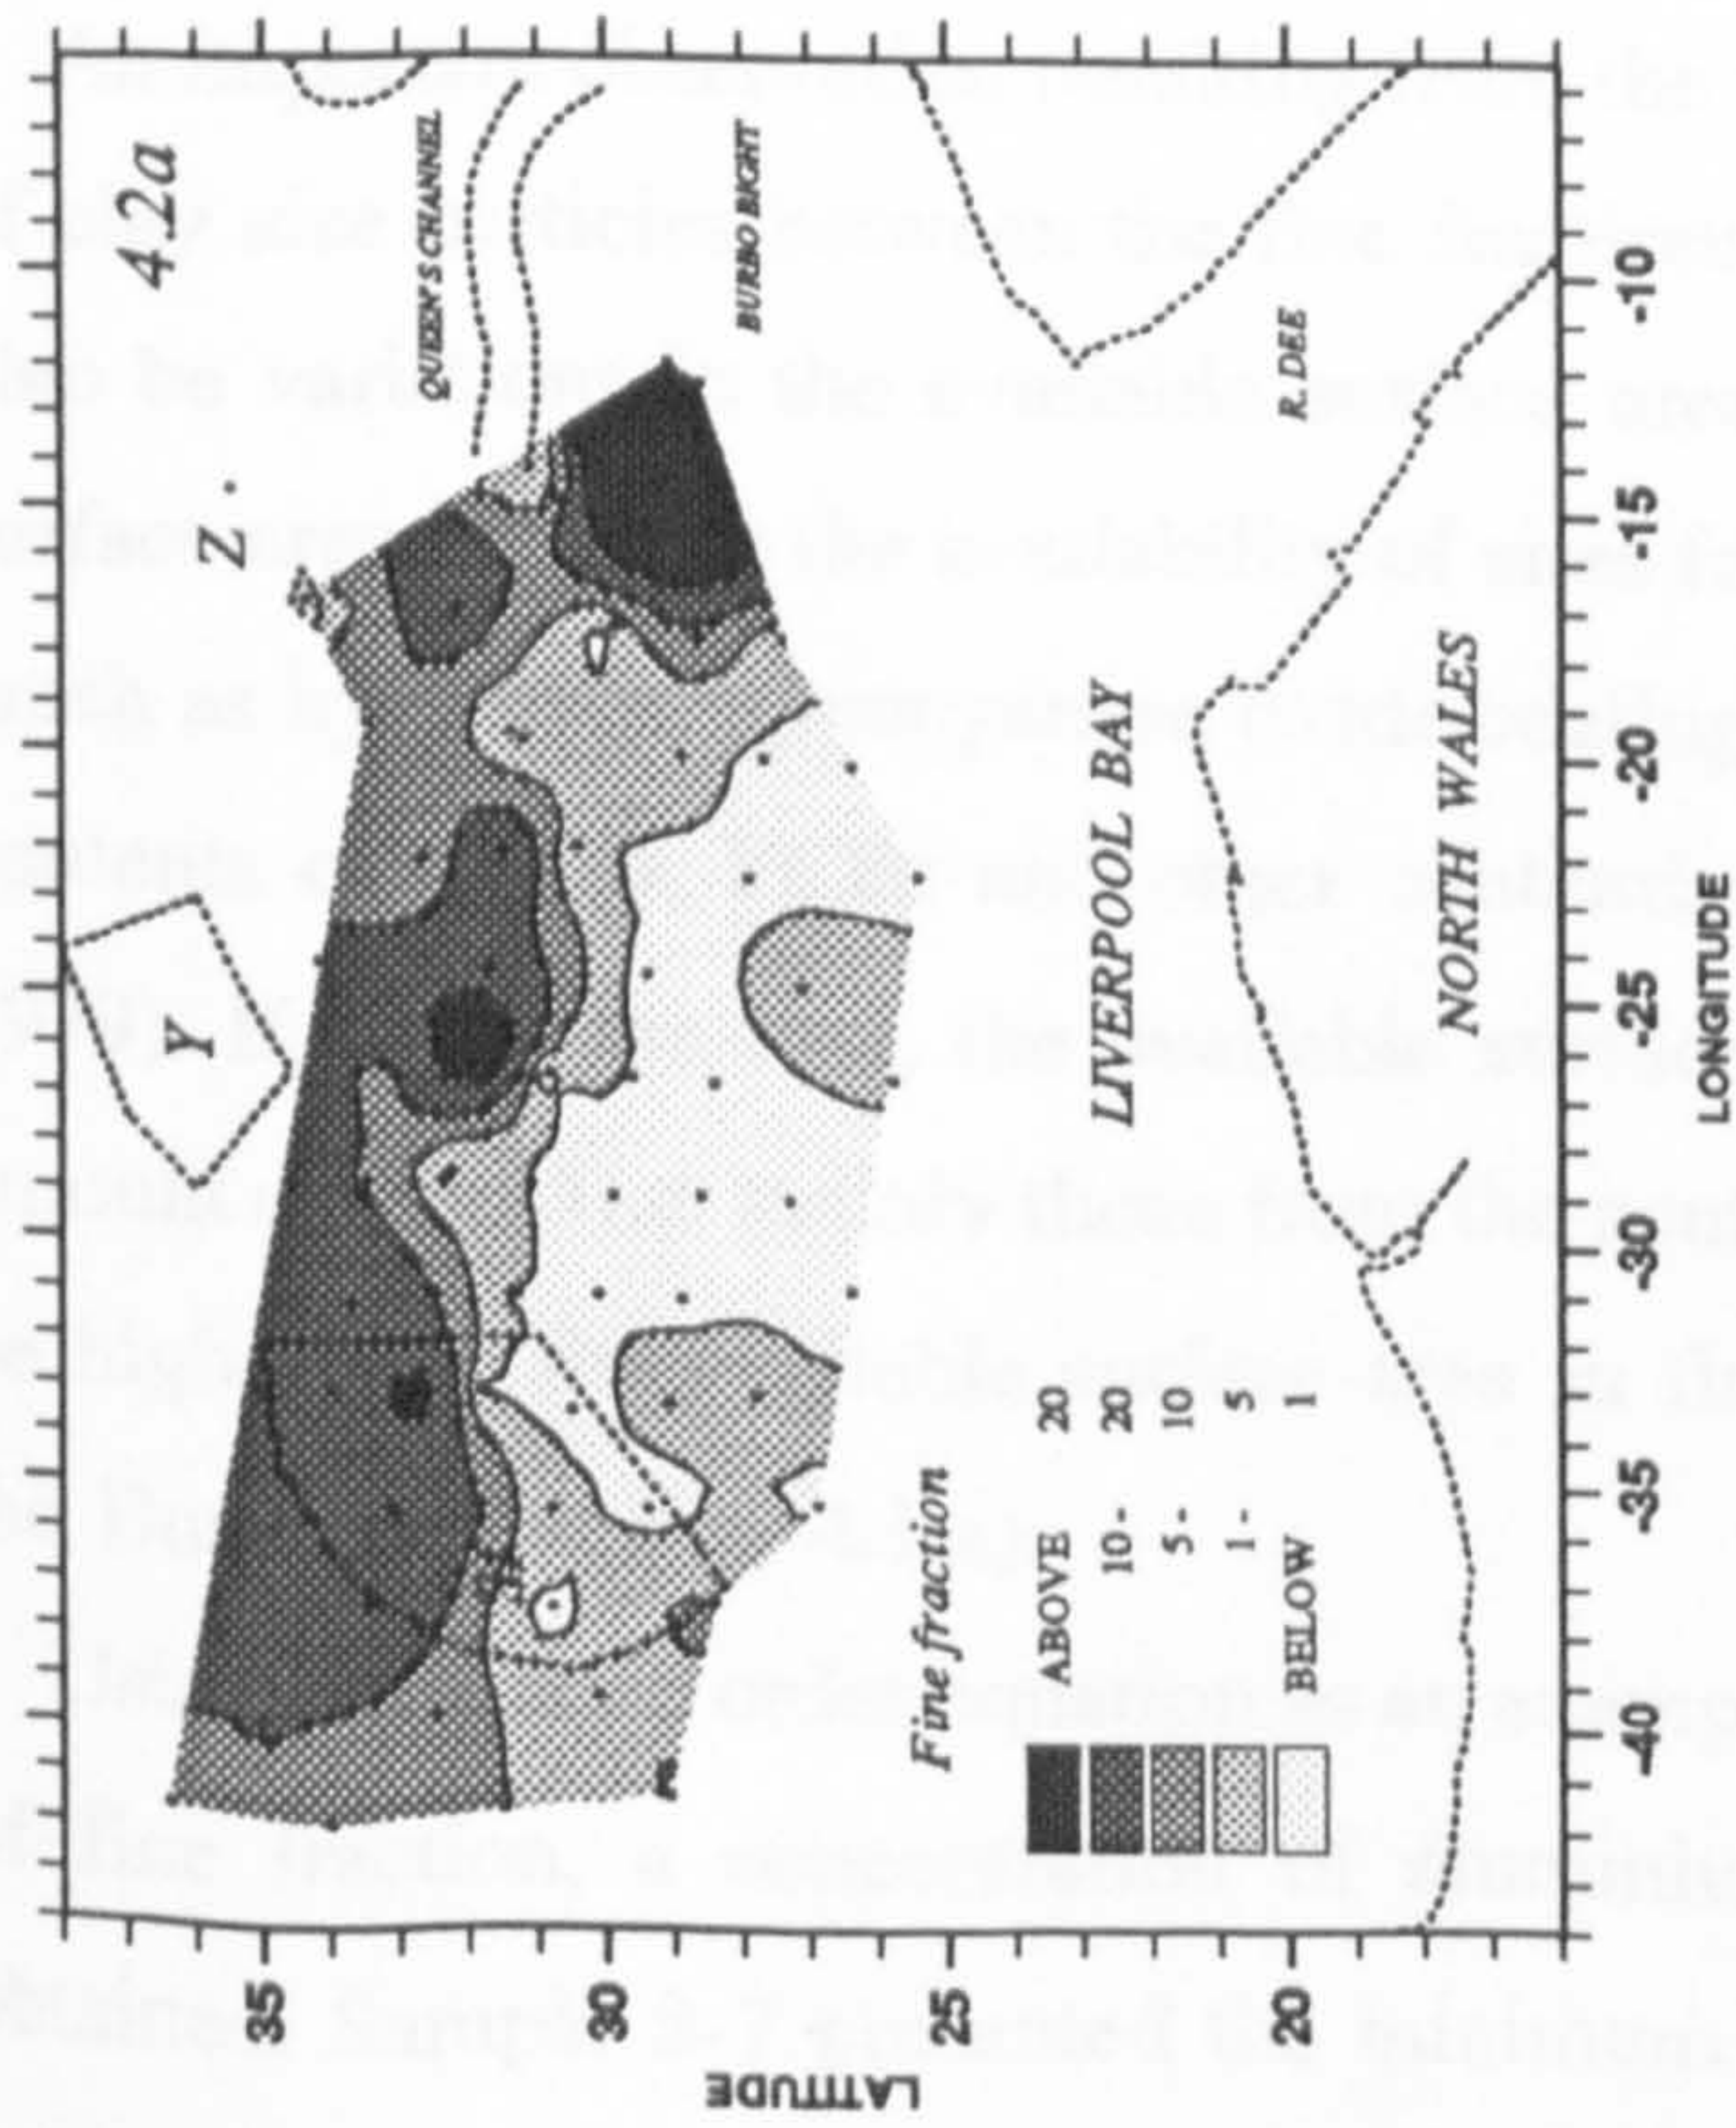 4.2a
Z
Y
QUEEN'S CHANNEL
BURBO BIGHT
R. DEE
LIVERPOOL BAY
NORTH WALES
Fine fraction
ABOVE 20
10 - 20
5 - 10
1 - 5
BELOW 1
LATITUDE
35
30
25
20
-40
-35
-30
-25
-20
-15
-10
LONGITUDE